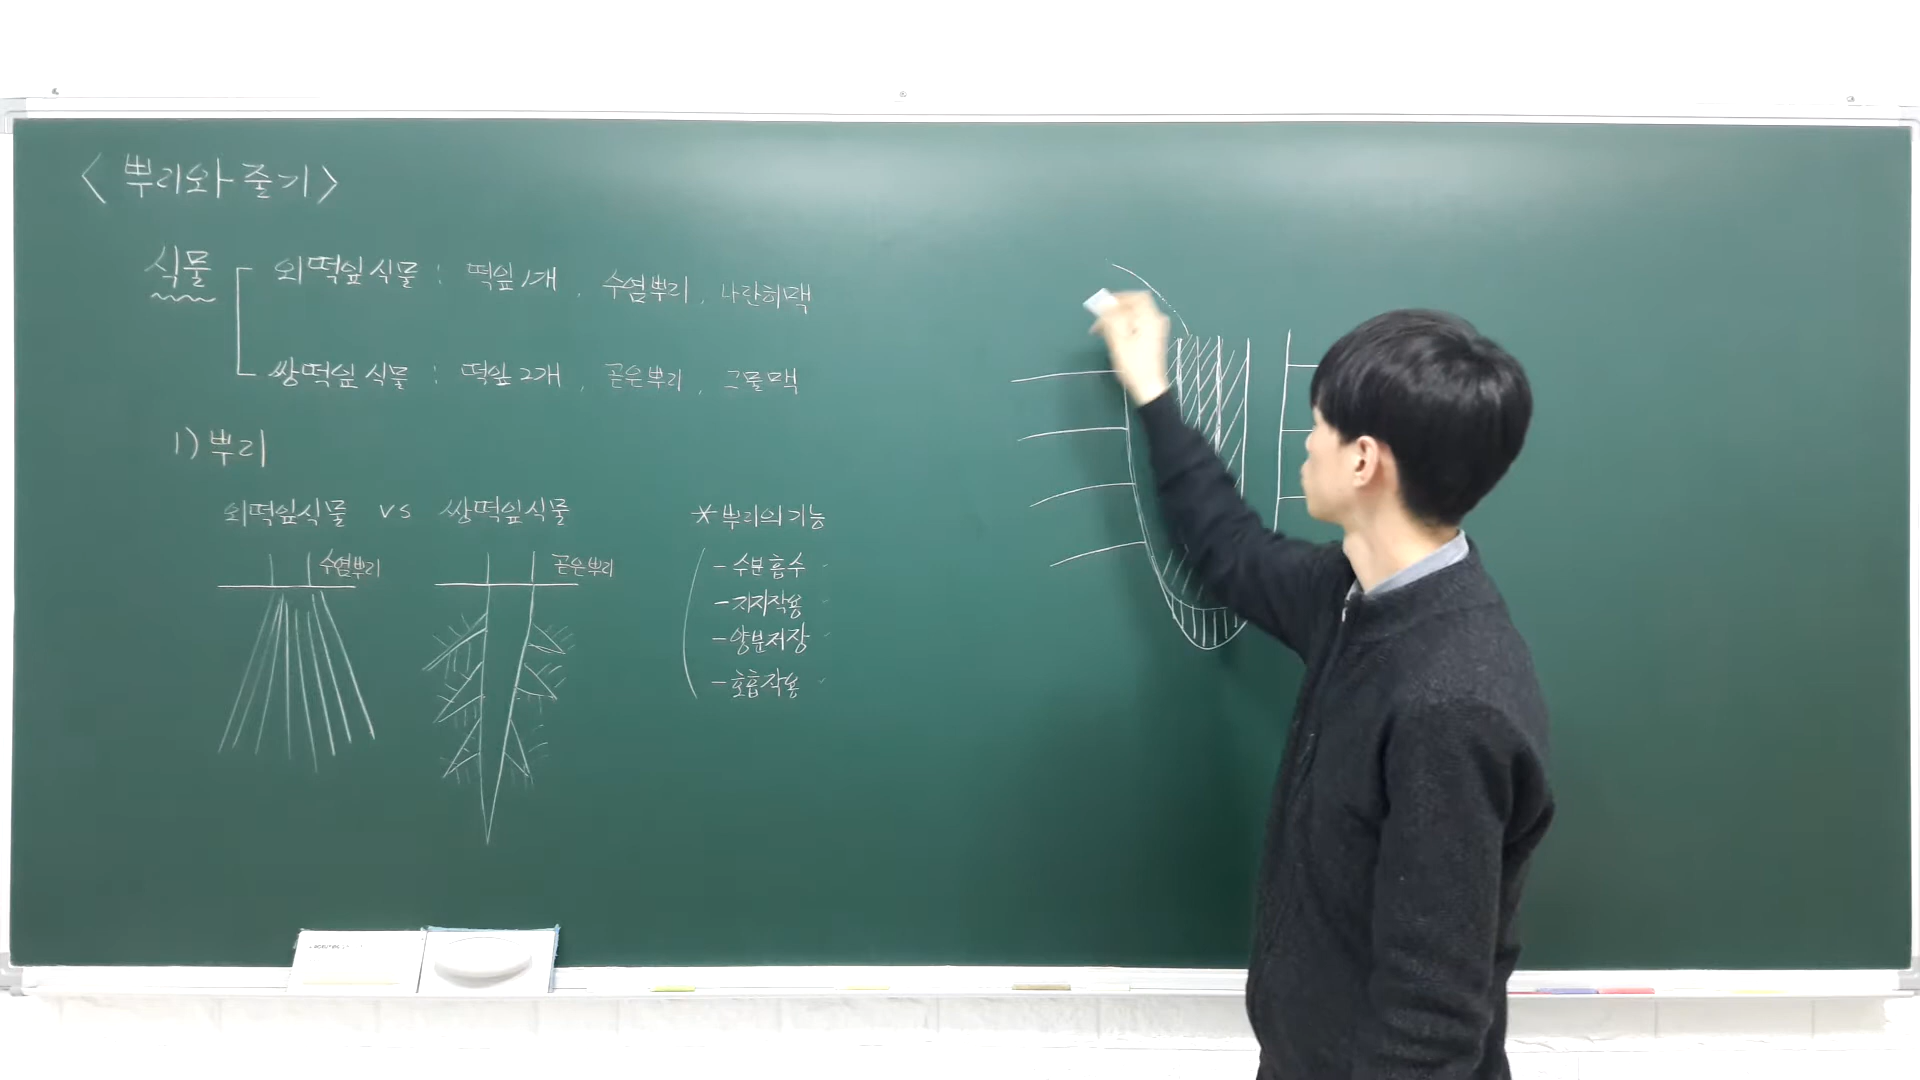 < 뿌리와 줄기 >
식물
외떡잎식물 : 떡잎 1개, 수염뿌리, 나란히맥
쌍떡잎식물 : 떡잎 2개, 곧은뿌리, 그물맥
1) 뿌리
외떡잎식물 vs 쌍떡잎식물
수염뿌리
곧은뿌리
* 뿌리의 기능
- 수분흡수
- 지지작용
- 양분저장
- 호흡작용